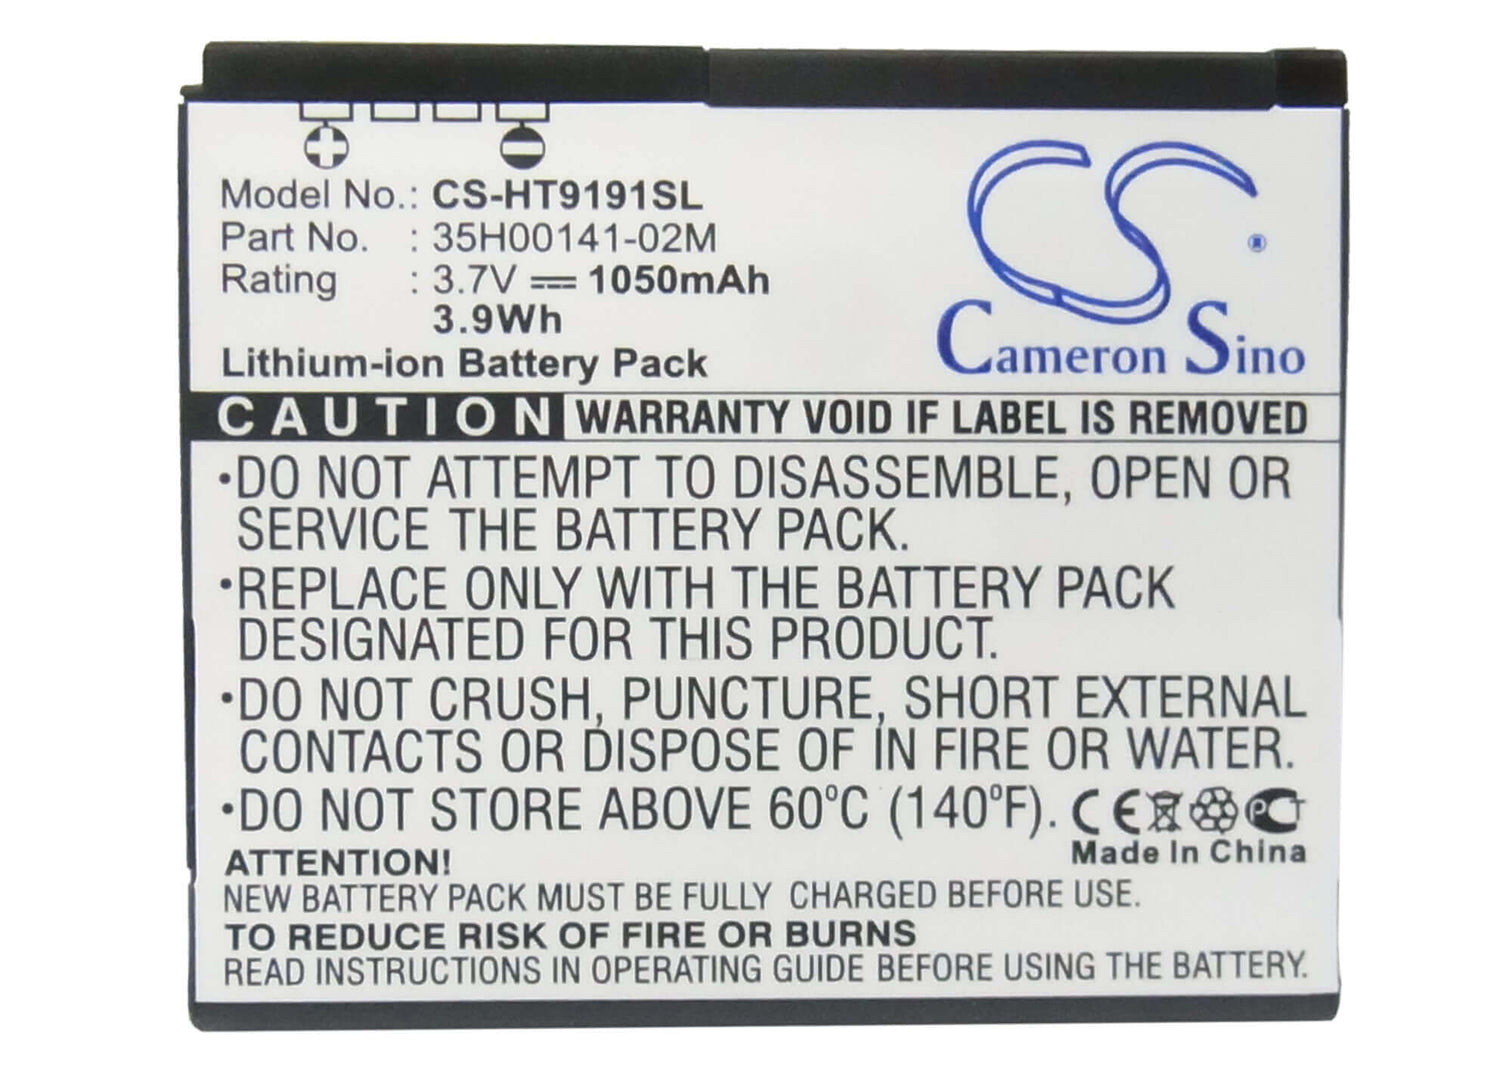 Model No.: CS-HT9191SL
Part No. : 35H00141-02M
Rating : 3.7V 1050mAh
3.9Wh
Lithium-ion Battery Pack
CS
®
Cameron Sino
CAUTION WARRANTY VOID IF LABEL IS REMOVED
•DO NOT ATTEMPT TO DISASSEMBLE, OPEN OR
SERVICE THE BATTERY PACK.
•REPLACE ONLY WITH THE BATTERY PACK
DESIGNATED FOR THIS PRODUCT.
•DO NOT CRUSH, PUNCTURE, SHORT EXTERNAL
CONTACTS OR DISPOSE OF IN FIRE OR WATER.
•DO NOT STORE ABOVE 60°C (140°F). CE PCT
Made In China
ATTENTION!
NEW BATTERY PACK MUST BE FULLY CHARGED BEFORE USE.
TO REDUCE RISK OF FIRE OR BURNS
READ INSTRUCTIONS IN OPERATING GUIDE BEFORE USING THE BATTERY.